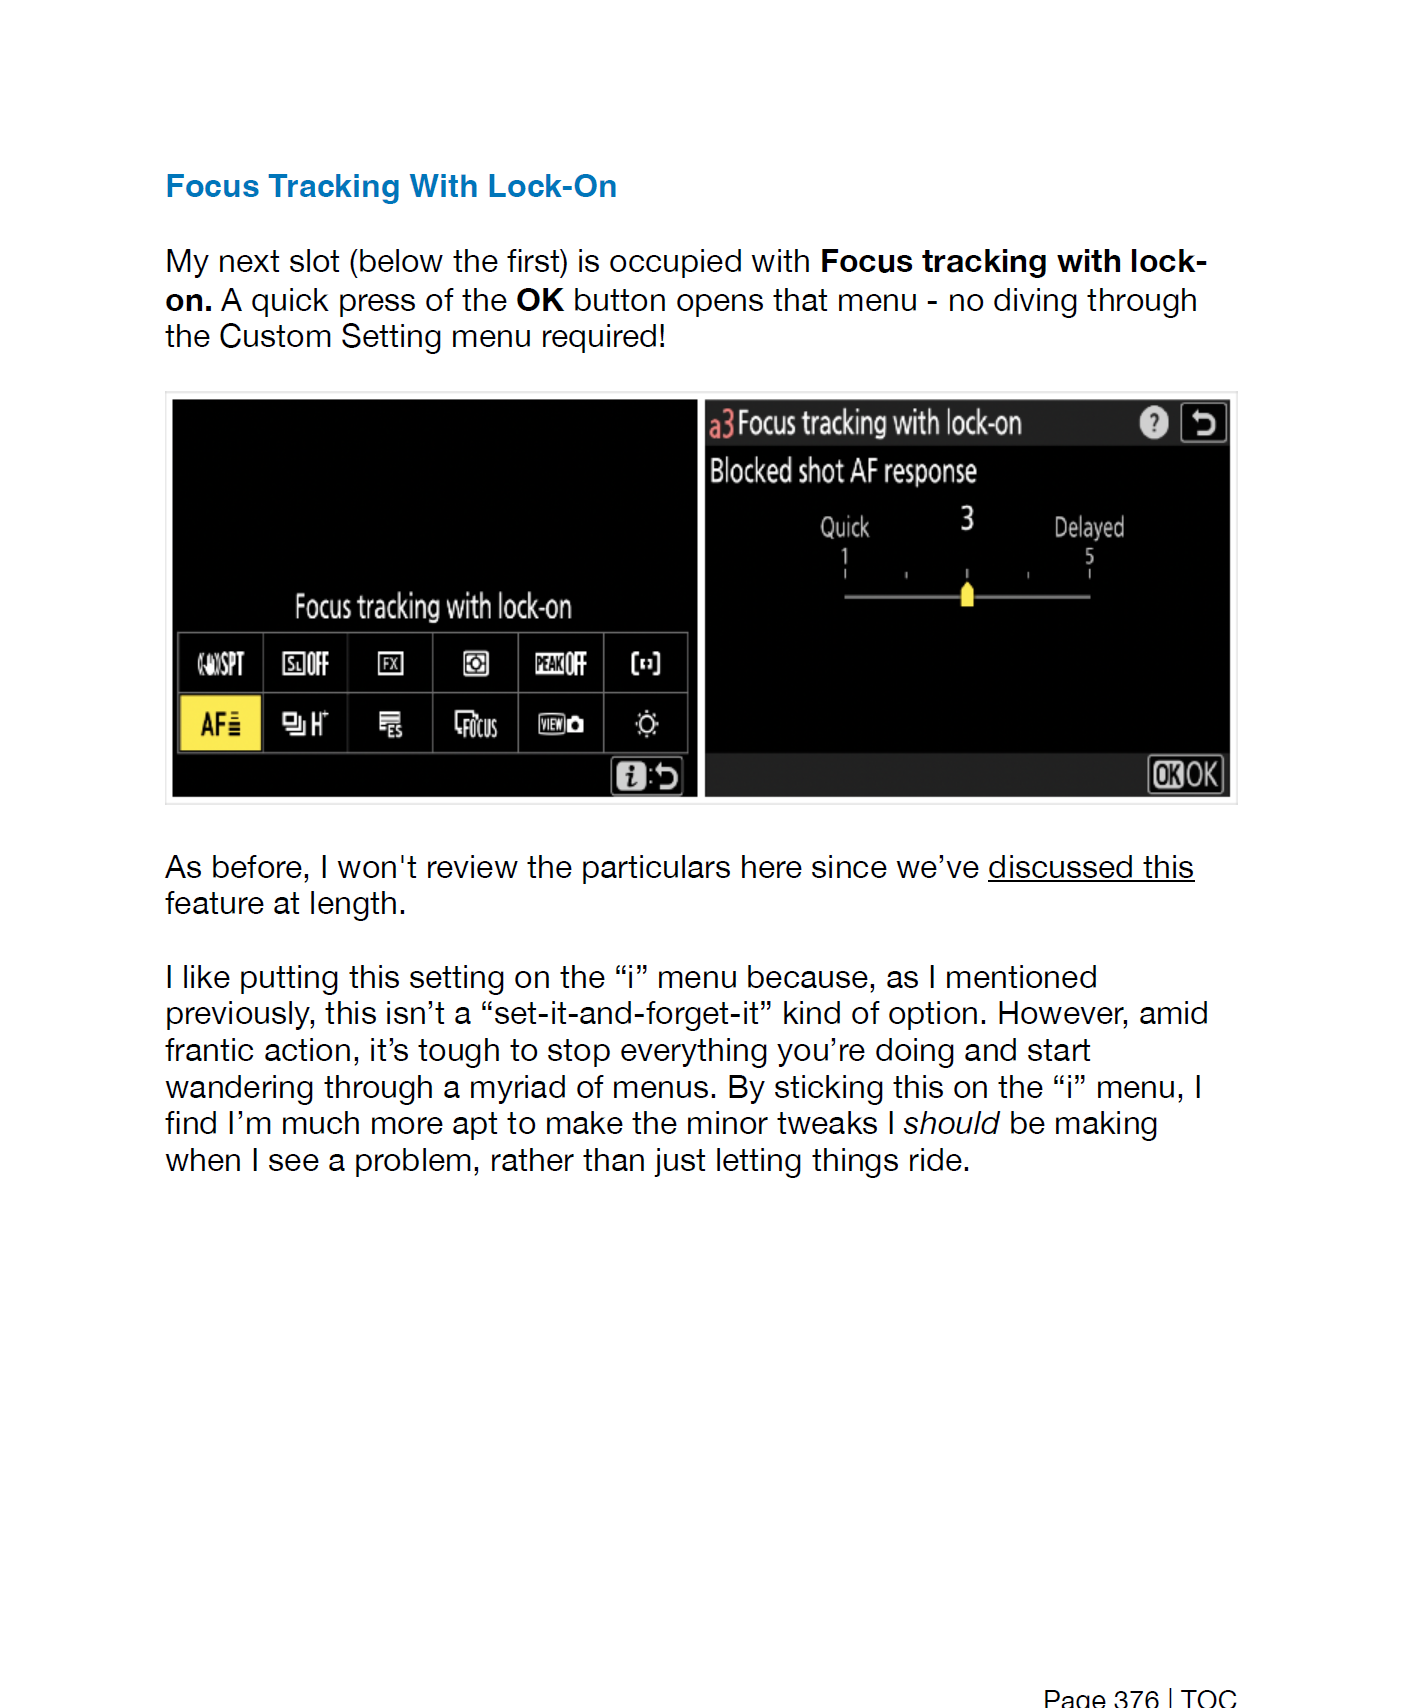 Focus Tracking With Lock-On
My next slot (below the first) is occupied with Focus tracking with lock-
on. A quick press of the OK button opens that menu - no diving through
the Custom Setting menu required!
Focus tracking with lock-on
SPT SL OFF FX PEAK OFF
AF H+ ES FOCUS VIEW
i:
a3 Focus tracking with lock-on ?
Blocked shot AF response
Quick 3 Delayed
1 5
OK OK
As before, I won't review the particulars here since we’ve discussed this
feature at length.
I like putting this setting on the “i” menu because, as I mentioned
previously, this isn’t a “set-it-and-forget-it” kind of option. However, amid
frantic action, it’s tough to stop everything you’re doing and start
wandering through a myriad of menus. By sticking this on the “i” menu, I
find I’m much more apt to make the minor tweaks I should be making
when I see a problem, rather than just letting things ride.
Page 376 | TOC